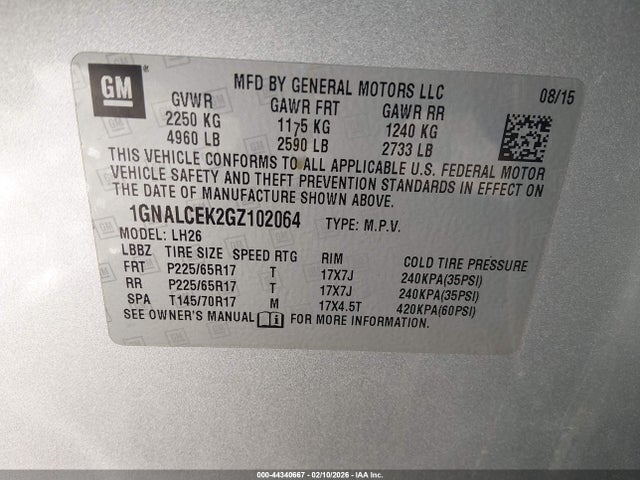 GM
MFD BY GENERAL MOTORS LLC
08/15
GVWR GAWR FRT GAWR RR
2250 KG 1175 KG 1240 KG
4960 LB 2590 LB 2733 LB
THIS VEHICLE CONFORMS TO ALL APPLICABLE U.S. FEDERAL MOTOR
VEHICLE SAFETY AND THEFT PREVENTION STANDARDS IN EFFECT ON
THE DATE OF MANUFACTURE SHOWN ABOVE.
1GNALCEK2GZ102064 TYPE: M.P.V.
MODEL: LH26
LBBZ TIRE SIZE SPEED RTG RIM COLD TIRE PRESSURE
FRT P225/65R17 T 17X7J 240KPA(35PSI)
RR P225/65R17 T 17X7J 240KPA(35PSI)
SPA T145/70R17 M 17X4.5T 420KPA(60PSI)
SEE OWNER'S MANUAL FOR MORE INFORMATION.
000-44340667 - 02/10/2026 - IAA Inc.